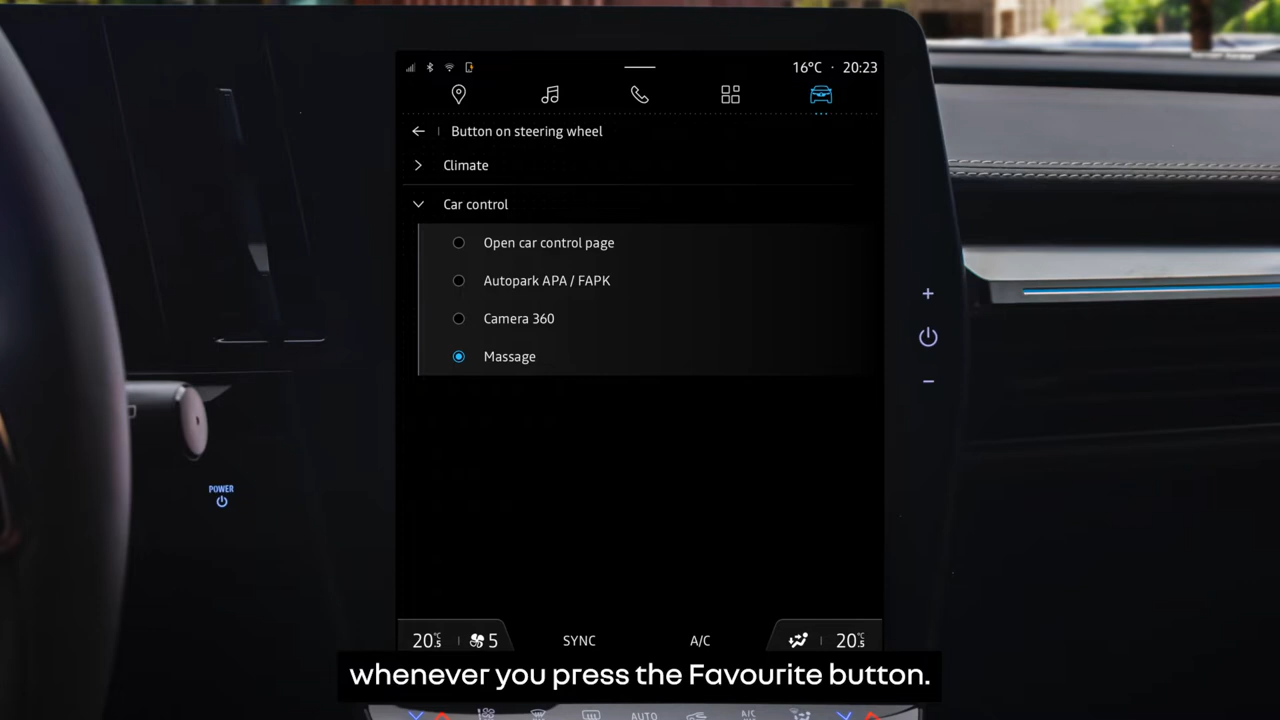 16°C · 20:23
Button on steering wheel
Climate
Car control
Open car control page
Autopark APA / FAPK
Camera 360
Massage
+
−
POWER
20.5 5 SYNC A/C 20.5
whenever you press the Favourite button.
AUTO A/C